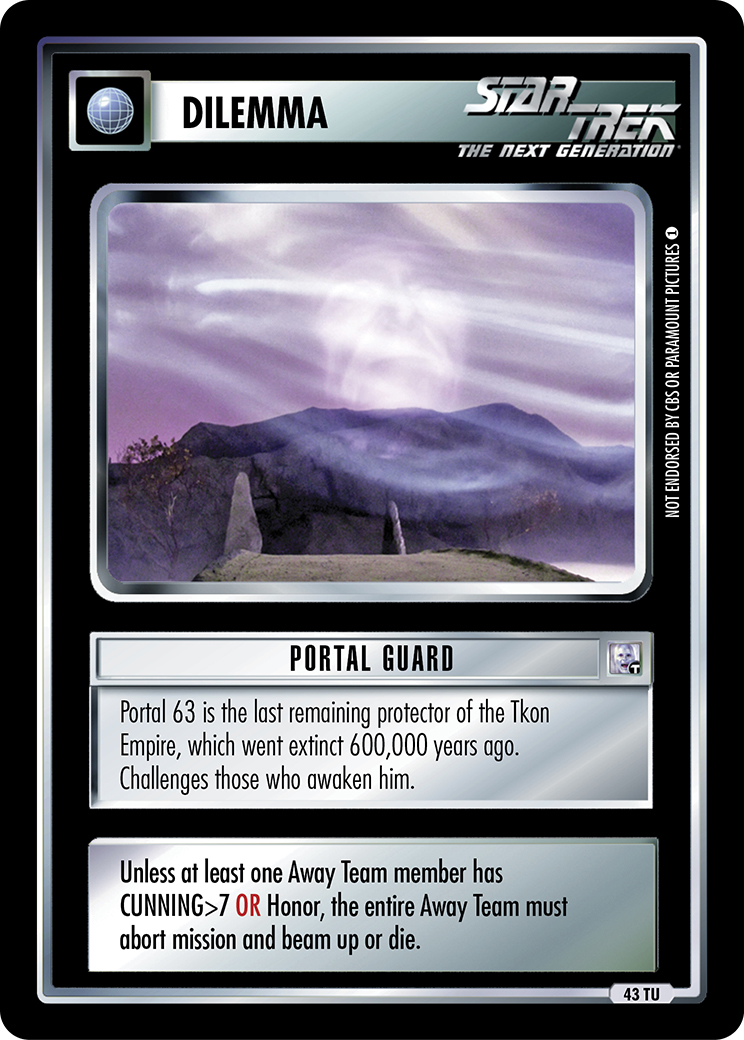 DILEMMA
STAR TREK
THE NEXT GENERATION
NOT ENDORSED BY CBS OR PARAMOUNT PICTURES 1
PORTAL GUARD
T
Portal 63 is the last remaining protector of the Tkon
Empire, which went extinct 600,000 years ago.
Challenges those who awaken him.
Unless at least one Away Team member has
CUNNING>7 OR Honor, the entire Away Team must
abort mission and beam up or die.
43 TU